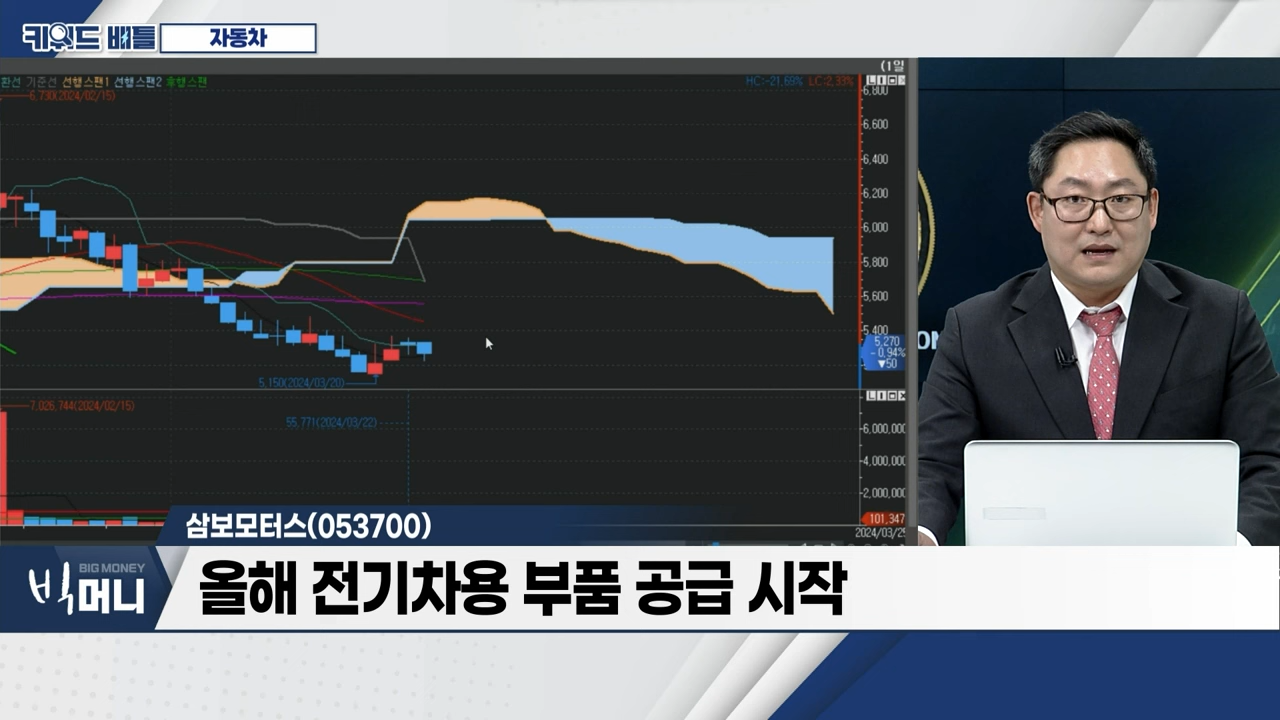 키워드 배틀
자동차
(1일
환선 기준선 선행스팬1 선행스팬2 후행스팬
HC:-21.69% LC:2.33%
6,730(2024/02/15)
6,800
6,600
6,400
6,200
6,000
5,800
5,600
5,400
5,270
-0.94%
▼50
5,150(2024/03/20)
7,026,744(2024/02/15)
55,771(2024/03/22)
6,000,000
4,000,000
2,000,000
101,347
2024/03/25
ON
삼보모터스(053700)
BIG MONEY
빅머니
올해 전기차용 부품 공급 시작